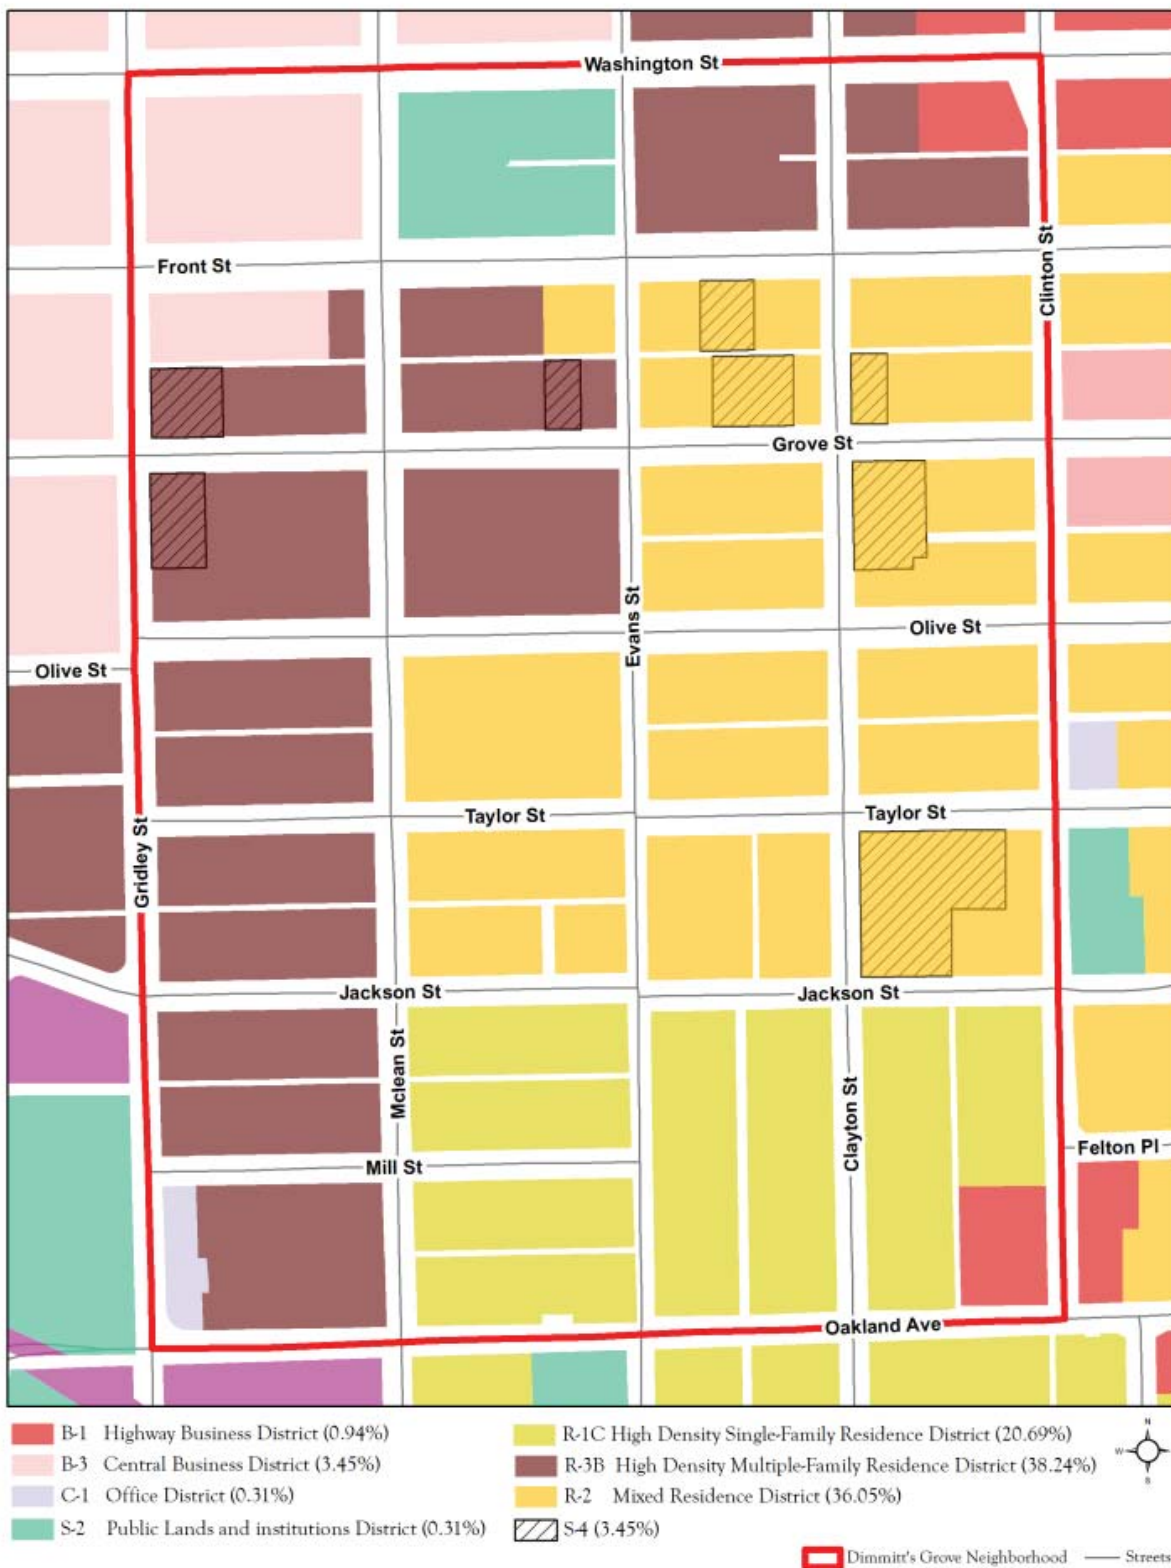 Washington St
Front St
Clinton St
Grove St
Evans St
Olive St
Olive St
Taylor St
Taylor St
Gridley St
Jackson St
Jackson St
Mclean St
Clayton St
Mill St
Felton Pl
Oakland Ave
B-1 Highway Business District (0.94%)
B-3 Central Business District (3.45%)
C-1 Office District (0.31%)
S-2 Public Lands and institutions District (0.31%)
R-1C High Density Single-Family Residence District (20.69%)
R-3B High Density Multiple-Family Residence District (38.24%)
R-2 Mixed Residence District (36.05%)
S-4 (3.45%)
N
W
S
Dimmitt's Grove Neighborhood
Streets